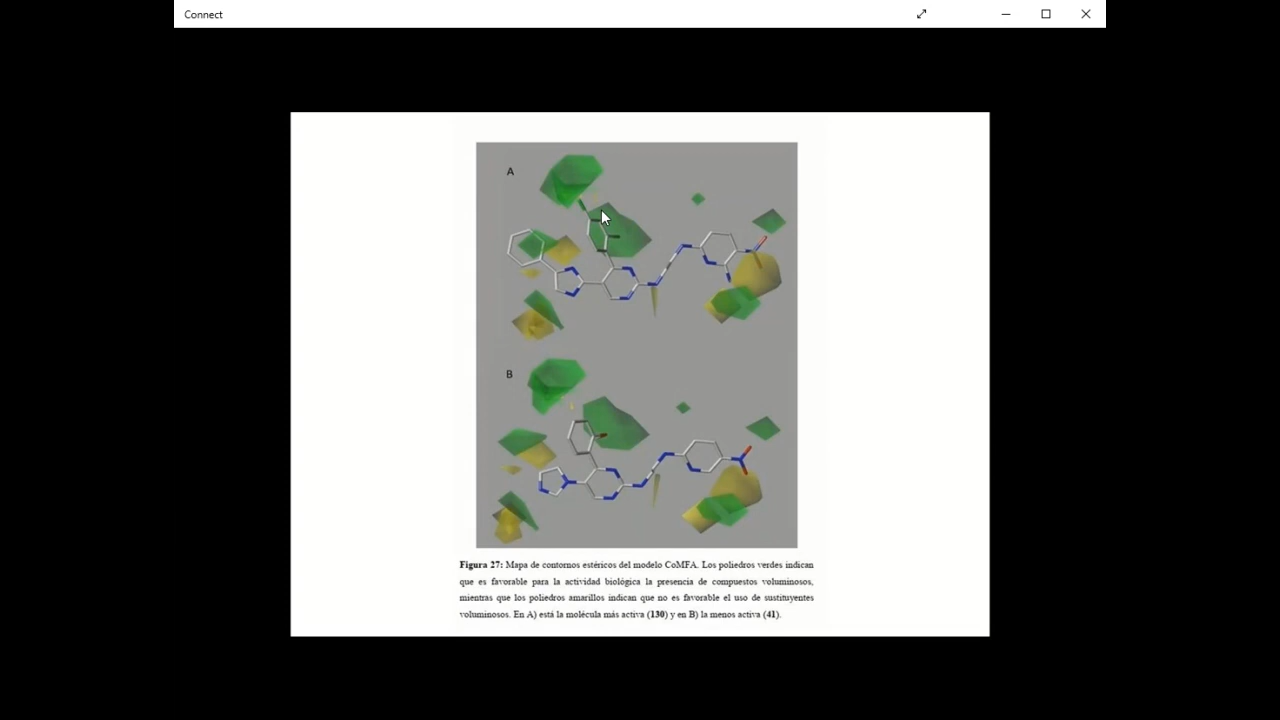 Connect
A
B
Figura 27: Mapa de contornos estéricos del modelo CoMFA. Los poliedros verdes indican
que es favorable para la actividad biológica la presencia de compuestos voluminosos,
mientras que los poliedros amarillos indican que no es favorable el uso de sustituyentes
voluminosos. En A) está la molécula más activa (130) y en B) la menos activa (41).